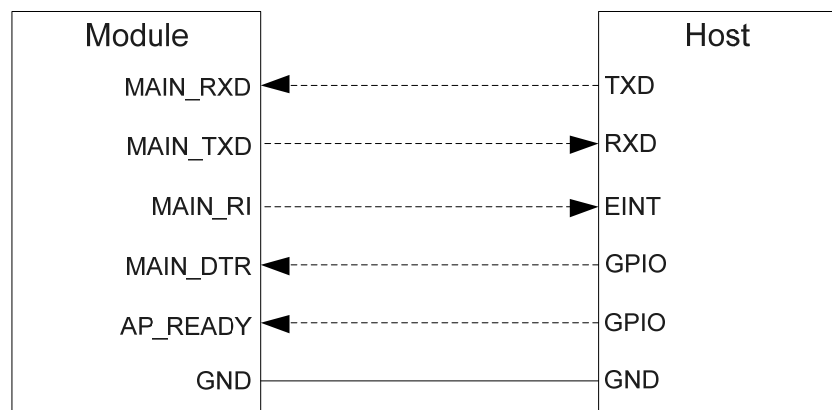 Module Host
MAIN_RXD TXD
MAIN_TXD RXD
MAIN_RI EINT
MAIN_DTR GPIO
AP_READY GPIO
GND GND